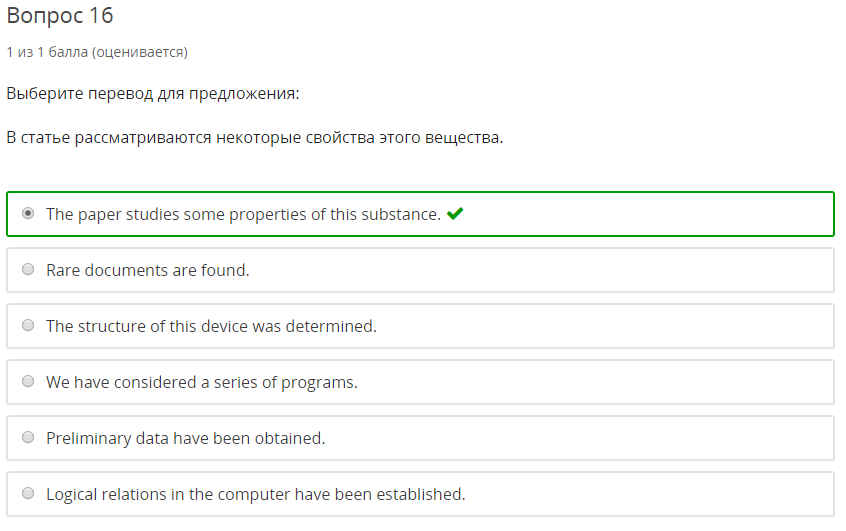 Вопрос 16
1 из 1 балла (оценивается)
Выберите перевод для предложения:
В статье рассматриваются некоторые свойства этого вещества.
The paper studies some properties of this substance.
Rare documents are found.
The structure of this device was determined.
We have considered a series of programs.
Preliminary data have been obtained.
Logical relations in the computer have been established.